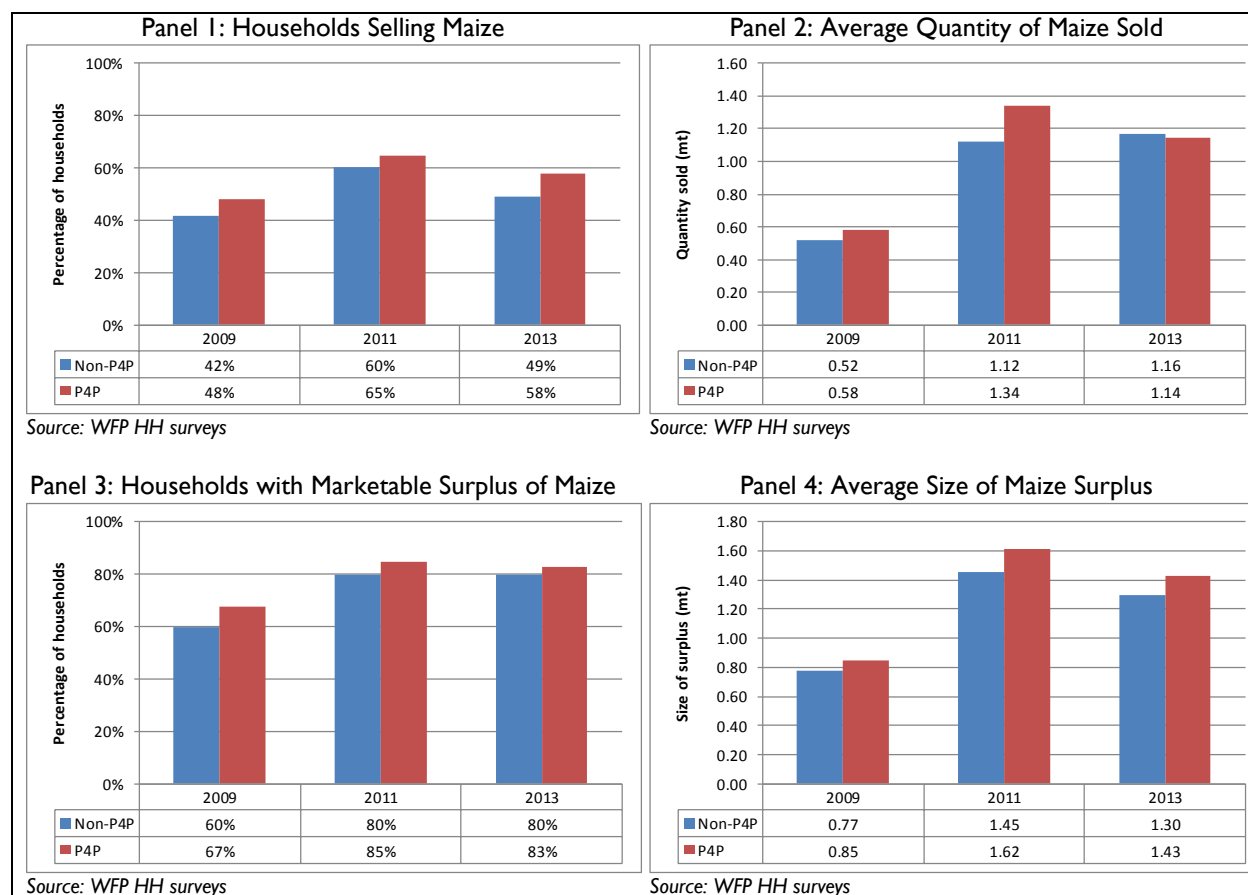 Panel 1: Households Selling Maize
100%
80%
60%
40%
20%
0%
Percentage of households
2009 2011 2013
Non-P4P 42% 60% 49%
P4P 48% 65% 58%
Source: WFP HH surveys
Panel 2: Average Quantity of Maize Sold
1.60
1.40
1.20
1.00
0.80
0.60
0.40
0.20
0.00
Quantity sold (mt)
2009 2011 2013
Non-P4P 0.52 1.12 1.16
P4P 0.58 1.34 1.14
Source: WFP HH surveys
Panel 3: Households with Marketable Surplus of Maize
100%
80%
60%
40%
20%
0%
Percentage of households
2009 2011 2013
Non-P4P 60% 80% 80%
P4P 67% 85% 83%
Source: WFP HH surveys
Panel 4: Average Size of Maize Surplus
1.80
1.60
1.40
1.20
1.00
0.80
0.60
0.40
0.20
0.00
Size of surplus (mt)
2009 2011 2013
Non-P4P 0.77 1.45 1.30
P4P 0.85 1.62 1.43
Source: WFP HH surveys